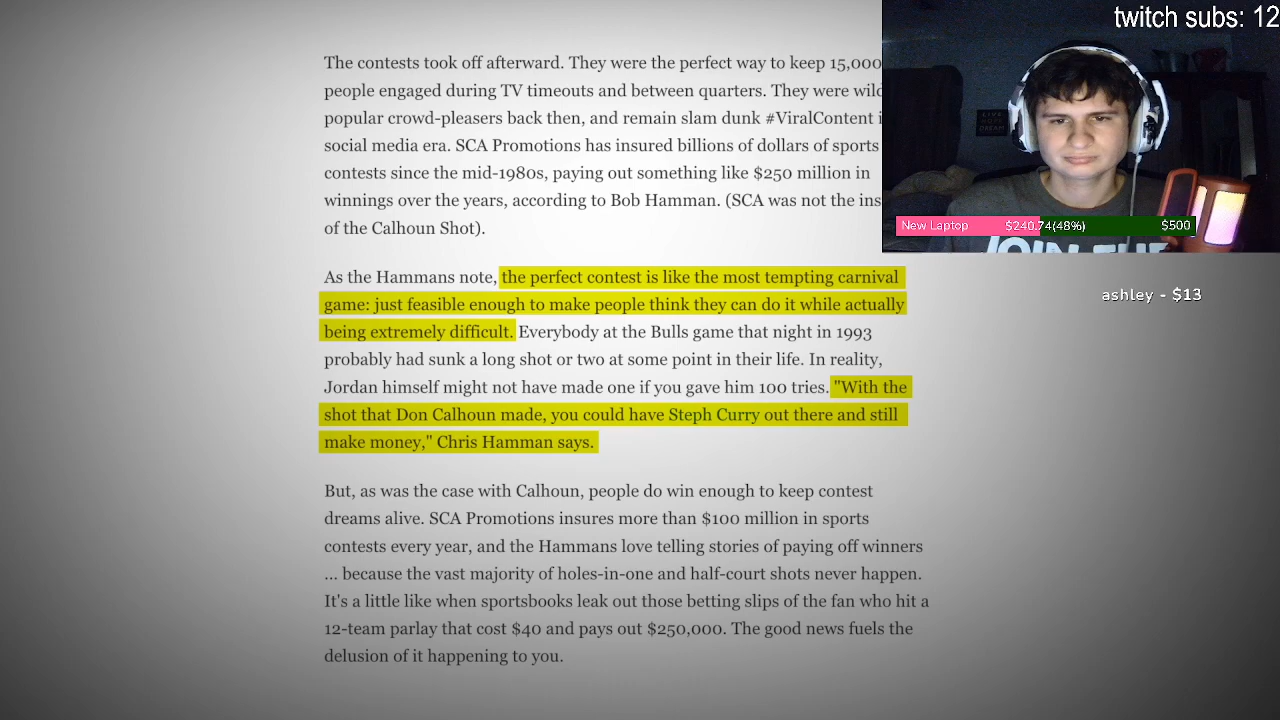 twitch subs: 12
The contests took off afterward. They were the perfect way to keep 15,000
people engaged during TV timeouts and between quarters. They were
popular crowd-pleasers back then, and remain slam dunk #ViralContent
social media era. SCA Promotions has insured billions of dollars of sports
contests since the mid-1980s, paying out something like $250 million in
winnings over the years, according to Bob Hamman. (SCA was not the
of the Calhoun Shot).
New Laptop $240.74(48%) $500
JOIN THE
ashley - $13
As the Hammans note, the perfect contest is like the most tempting carnival
game: just feasible enough to make people think they can do it while actually
being extremely difficult. Everybody at the Bulls game that night in 1993
probably had sunk a long shot or two at some point in their life. In reality,
Jordan himself might not have made one if you gave him 100 tries. "With the
shot that Don Calhoun made, you could have Steph Curry out there and still
make money," Chris Hamman says.
But, as was the case with Calhoun, people do win enough to keep contest
dreams alive. SCA Promotions insures more than $100 million in sports
contests every year, and the Hammans love telling stories of paying off winners
... because the vast majority of holes-in-one and half-court shots never happen.
It's a little like when sportsbooks leak out those betting slips of the fan who hit a
12-team parlay that cost $40 and pays out $250,000. The good news fuels the
delusion of it happening to you.